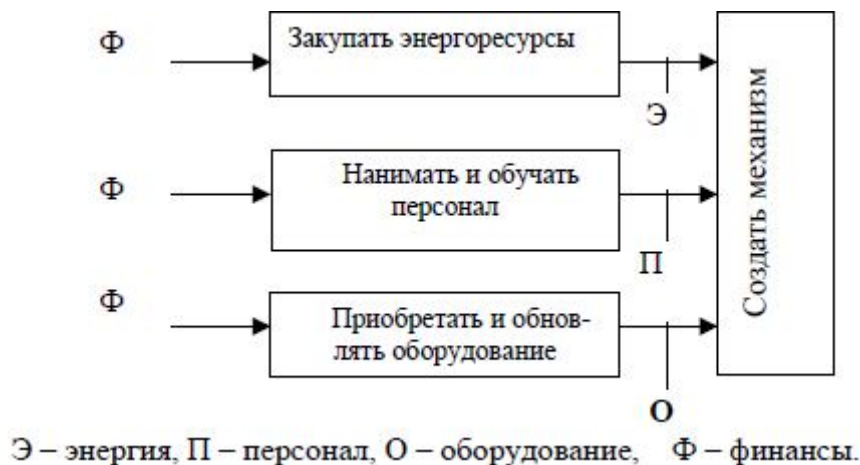 Ф
Закупать энергоресурсы
Э
Ф
Нанимать и обучать
персонал
П
Ф
Приобретать и обнов-
лять оборудование
О
Создать механизм
Э – энергия, П – персонал, О – оборудование, Ф – финансы.